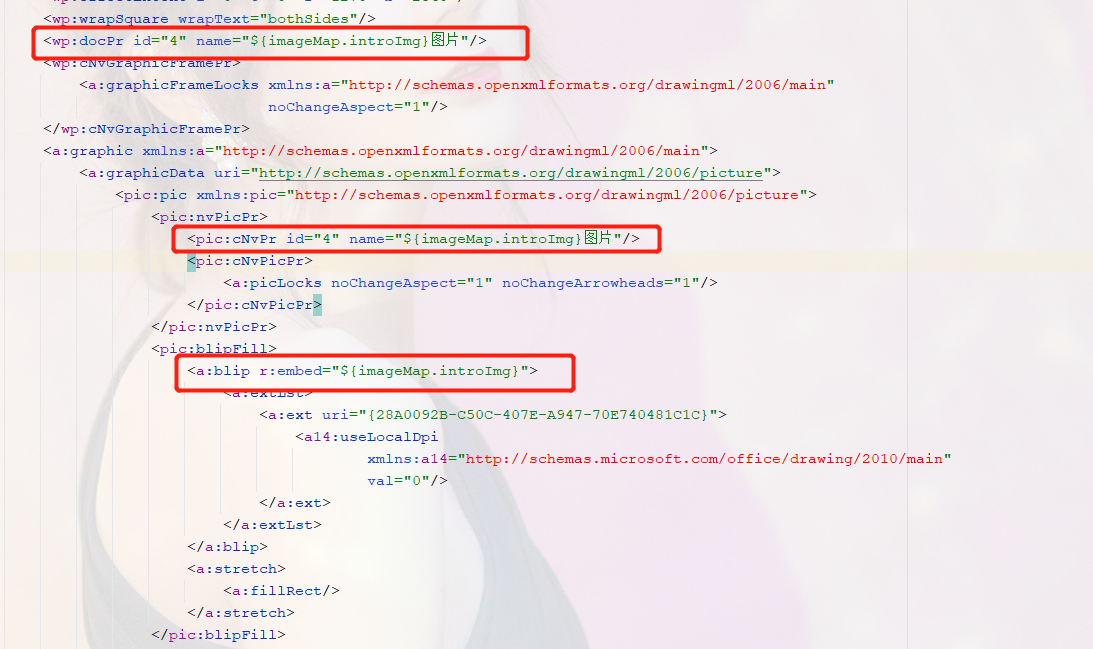 <wp:wrapSquare wrapText="bothSides"/>
<wp:docPr id="4" name="${imageMap.introImg}图片"/>
<wp:cNvGraphicFramePr>
<a:graphicFrameLocks xmlns:a="http://schemas.openxmlformats.org/drawingml/2006/main"
noChangeAspect="1"/>
</wp:cNvGraphicFramePr>
<a:graphic xmlns:a="http://schemas.openxmlformats.org/drawingml/2006/main">
<a:graphicData uri="http://schemas.openxmlformats.org/drawingml/2006/picture">
<pic:pic xmlns:pic="http://schemas.openxmlformats.org/drawingml/2006/picture">
<pic:nvPicPr>
<pic:cNvPr id="4" name="${imageMap.introImg}图片"/>
<pic:cNvPicPr>
<a:picLocks noChangeAspect="1" noChangeArrowheads="1"/>
</pic:cNvPicPr>
</pic:nvPicPr>
<pic:blipFill>
<a:blip r:embed="${imageMap.introImg}">
<a:extLst>
<a:ext uri="{28A0092B-C50C-407E-A947-70E740481C1C}">
<a14:useLocalDpi
xmlns:a14="http://schemas.microsoft.com/office/drawing/2010/main"
val="0"/>
</a:ext>
</a:extLst>
</a:blip>
<a:stretch>
<a:fillRect/>
</a:stretch>
</pic:blipFill>